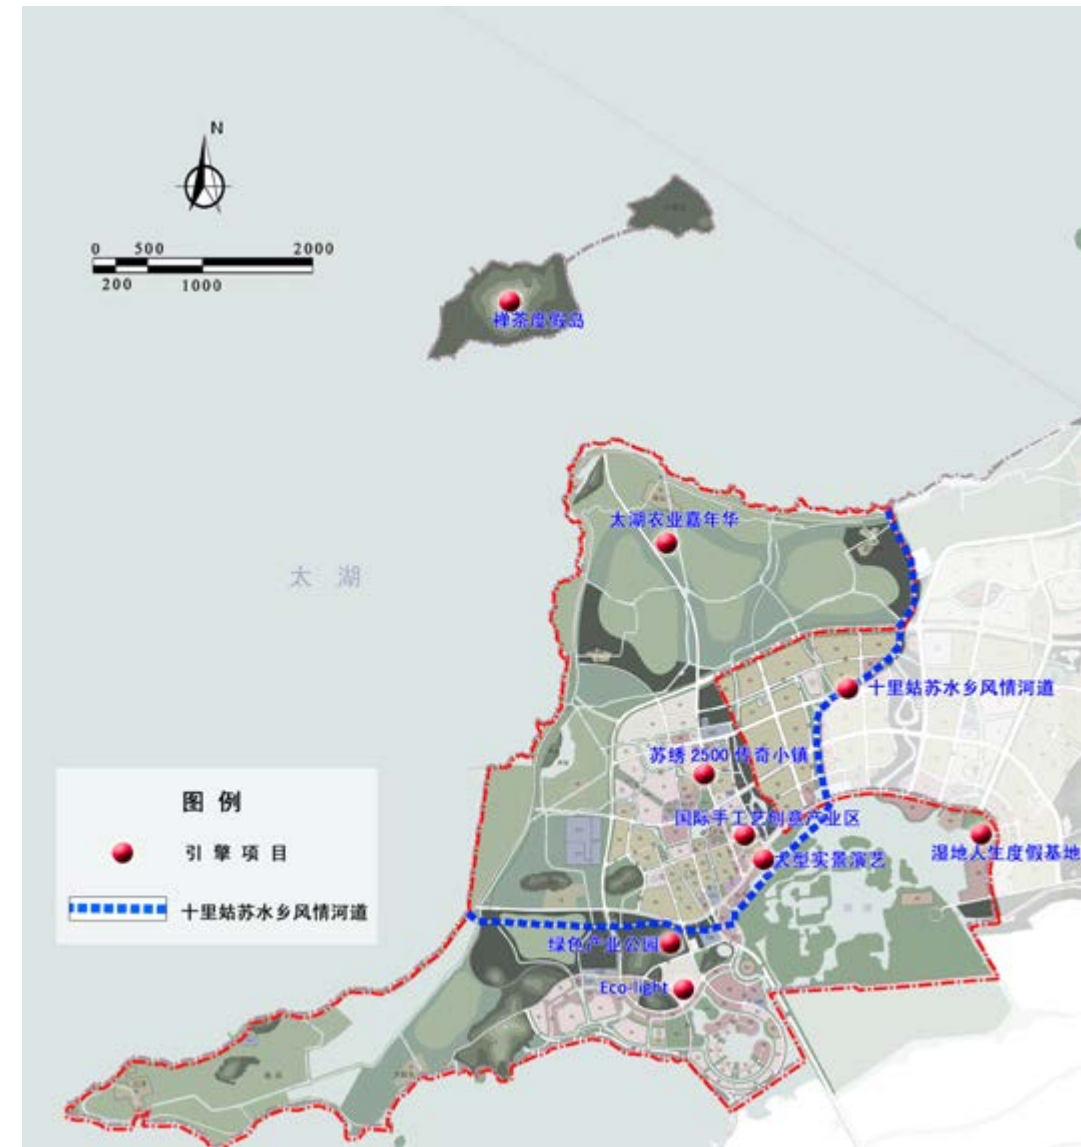 N
0 500 2000
200 1000
禅茶度假岛
太湖农业嘉年华
太 湖
十里姑苏水乡风情河道
苏绣 2500 传奇小镇
国际手工艺创意产业区
大型实景演艺
湿地人生度假基地
绿色产业公园
Eco-light
图 例
引 擎 项 目
十里姑苏水乡风情河道